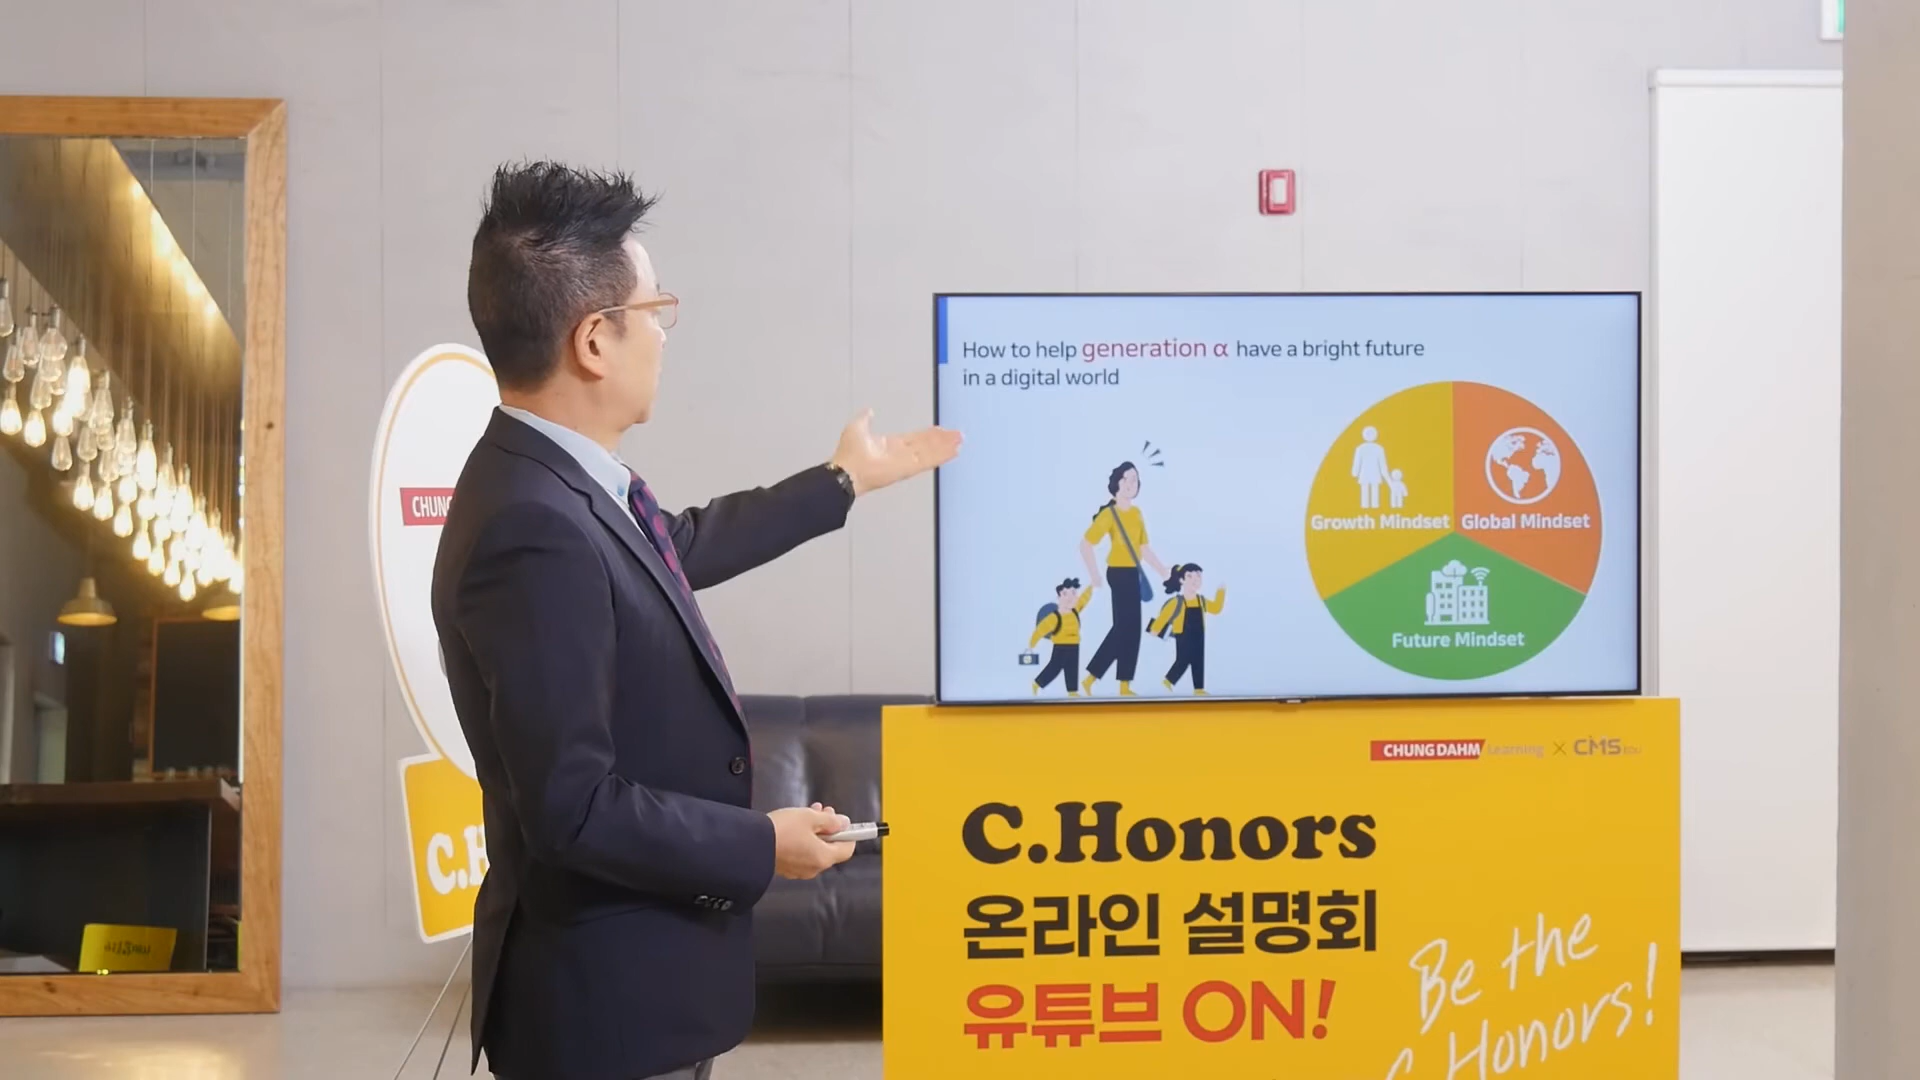 How to help generation α have a bright future
in a digital world
Growth Mindset
Global Mindset
Future Mindset
CHUNG
C.H
CHUNGDAHM Learning × CMS EDU
C.Honors
온라인 설명회
유튜브 ON!
Be the
C Honors!